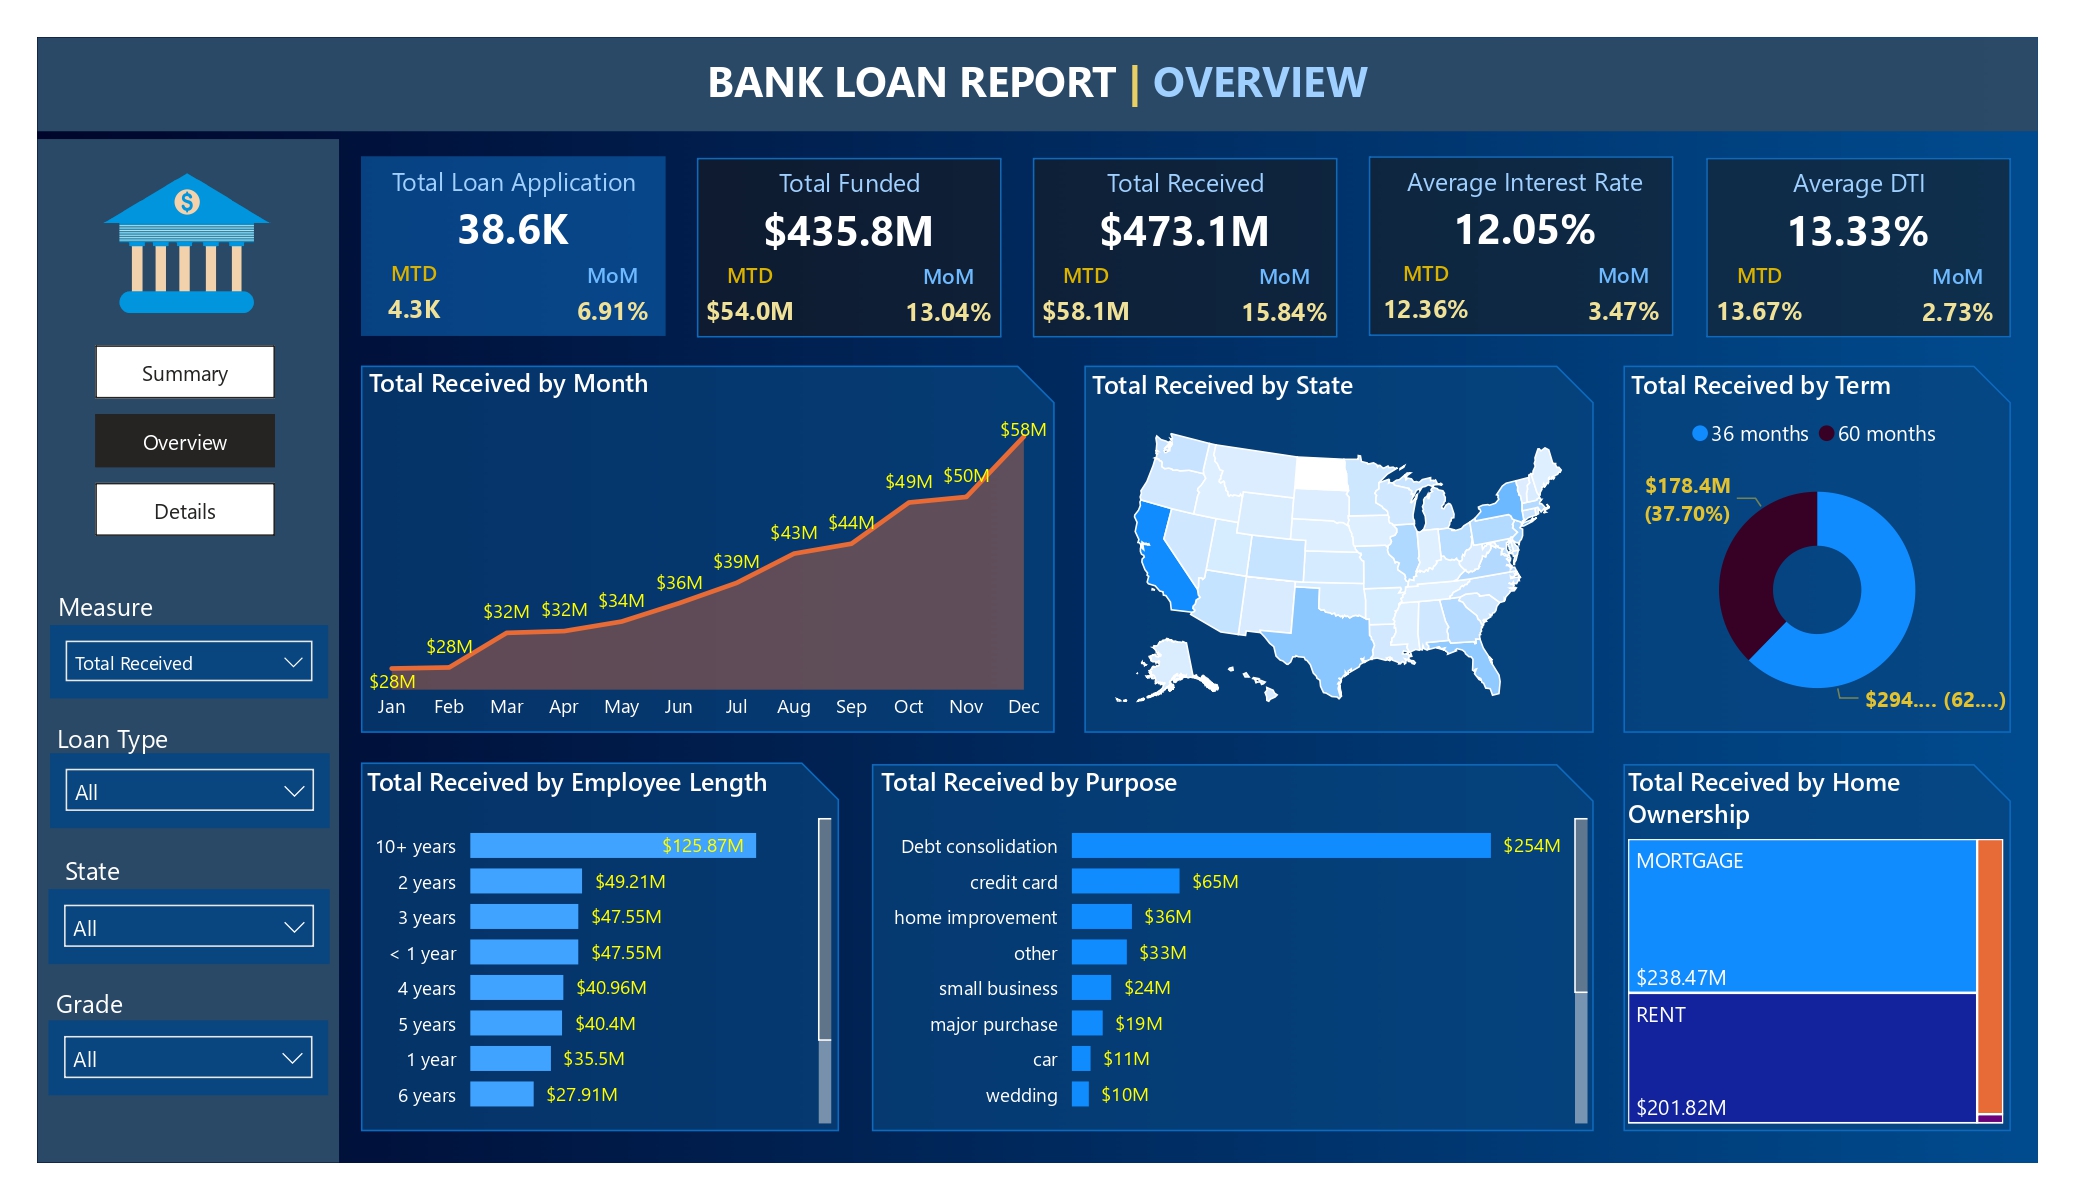 BANK LOAN REPORT | OVERVIEW
$
Summary
Overview
Details
Measure
Total Received
Loan Type
All
State
All
Grade
All
Total Loan Application
38.6K
MTD MoM
4.3K 6.91%
Total Funded
$435.8M
MTD MoM
$54.0M 13.04%
Total Received
$473.1M
MTD MoM
$58.1M 15.84%
Average Interest Rate
12.05%
MTD MoM
12.36% 3.47%
Average DTI
13.33%
MTD MoM
13.67% 2.73%
Total Received by Month
$58M
$50M
$49M
$44M
$43M
$39M
$36M
$34M
$32M
$32M
$28M
$28M
Jan Feb Mar Apr May Jun Jul Aug Sep Oct Nov Dec
Total Received by State
Total Received by Term
36 months 60 months
$178.4M
(37.70%)
$294.... (62....)
Total Received by Employee Length
10+ years $125.87M
2 years $49.21M
3 years $47.55M
< 1 year $47.55M
4 years $40.96M
5 years $40.4M
1 year $35.5M
6 years $27.91M
Total Received by Purpose
Debt consolidation $254M
credit card $65M
home improvement $36M
other $33M
small business $24M
major purchase $19M
car $11M
wedding $10M
Total Received by Home
Ownership
MORTGAGE
$238.47M
RENT
$201.82M